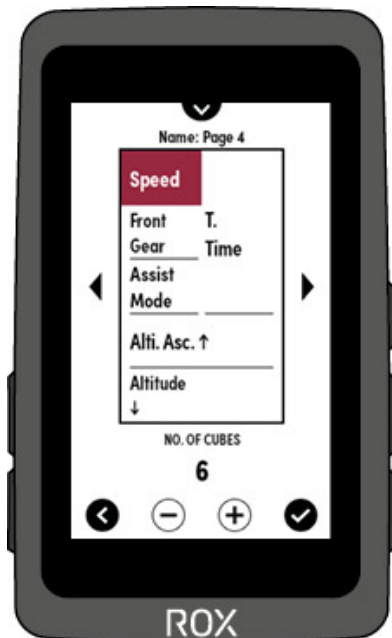 Name: Page 4
Speed
Front
Gear
T.
Time
Assist
Mode
Alti. Asc. ↑
Altitude
↓
NO. OF CUBES
6
ROX